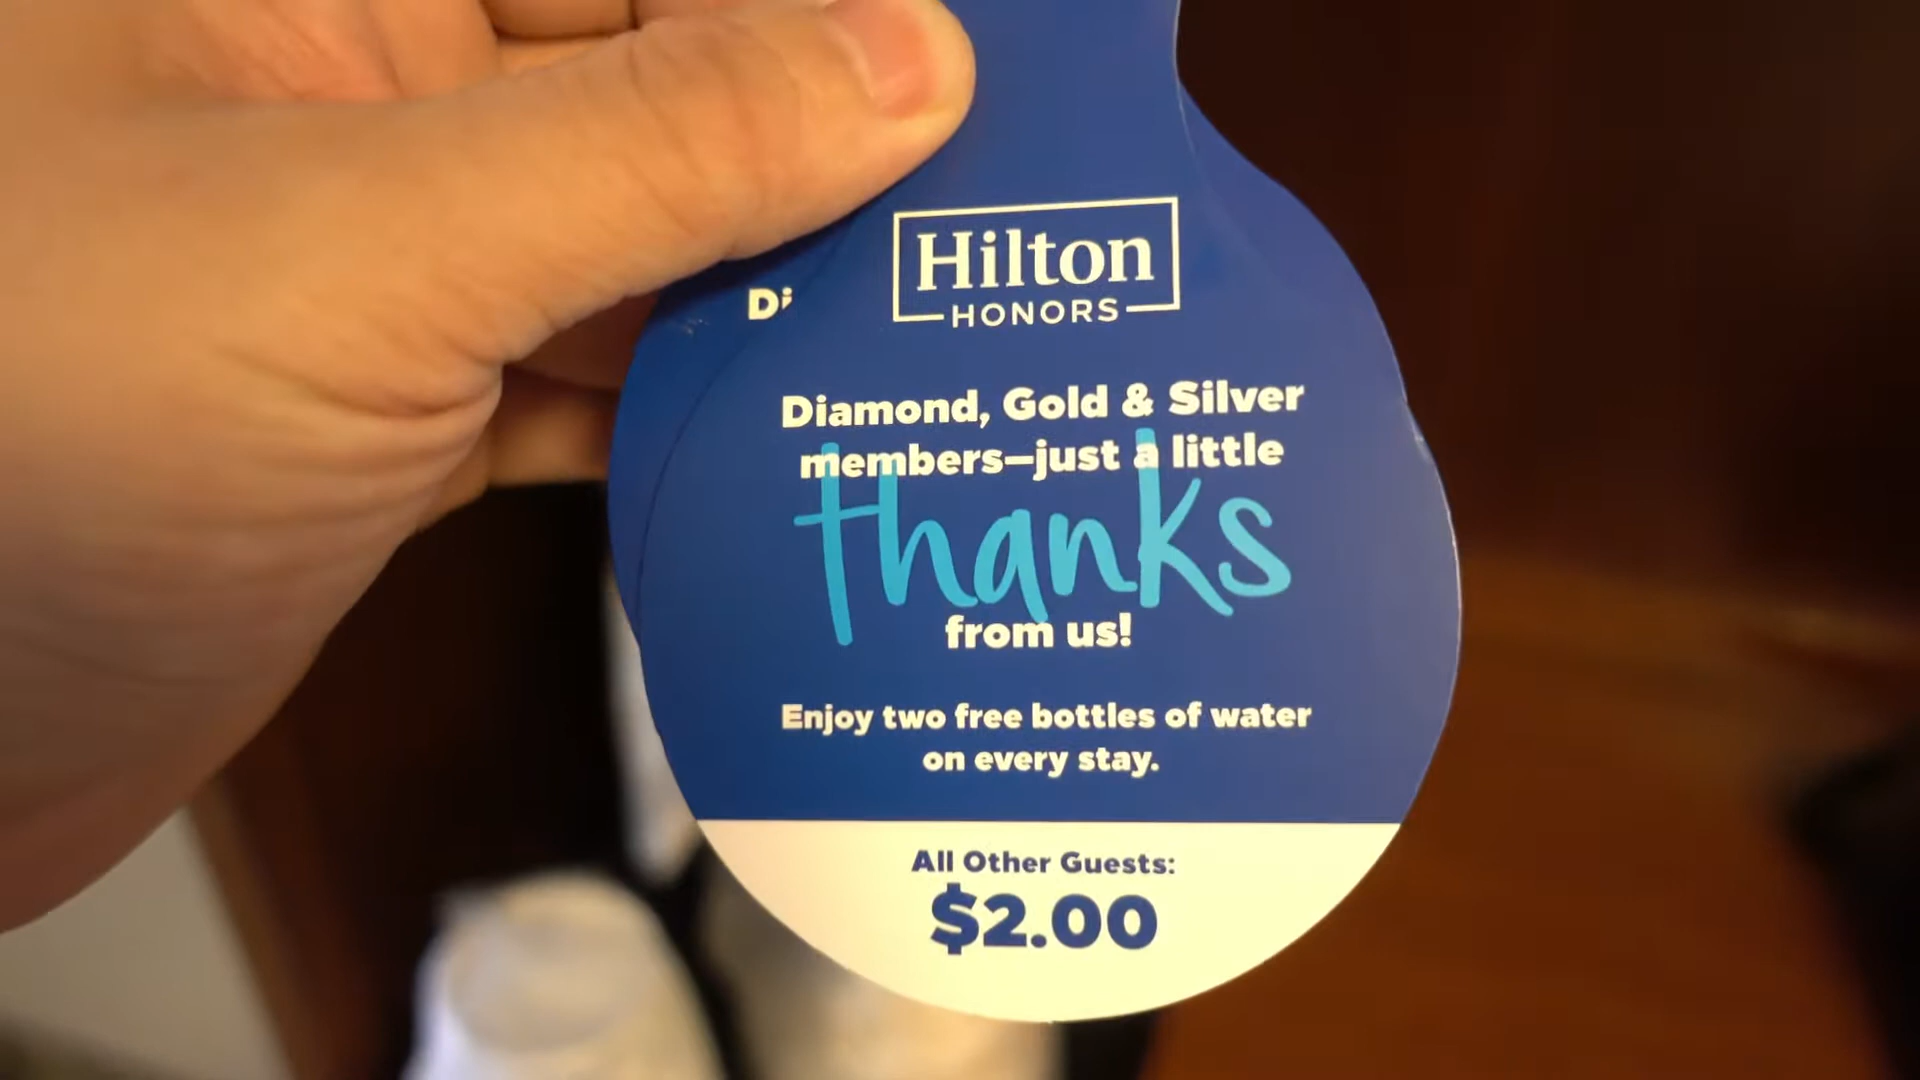 Hilton
HONORS
Diamond, Gold & Silver
members—just a little
thanks
from us!
Enjoy two free bottles of water
on every stay.
All Other Guests:
$2.00